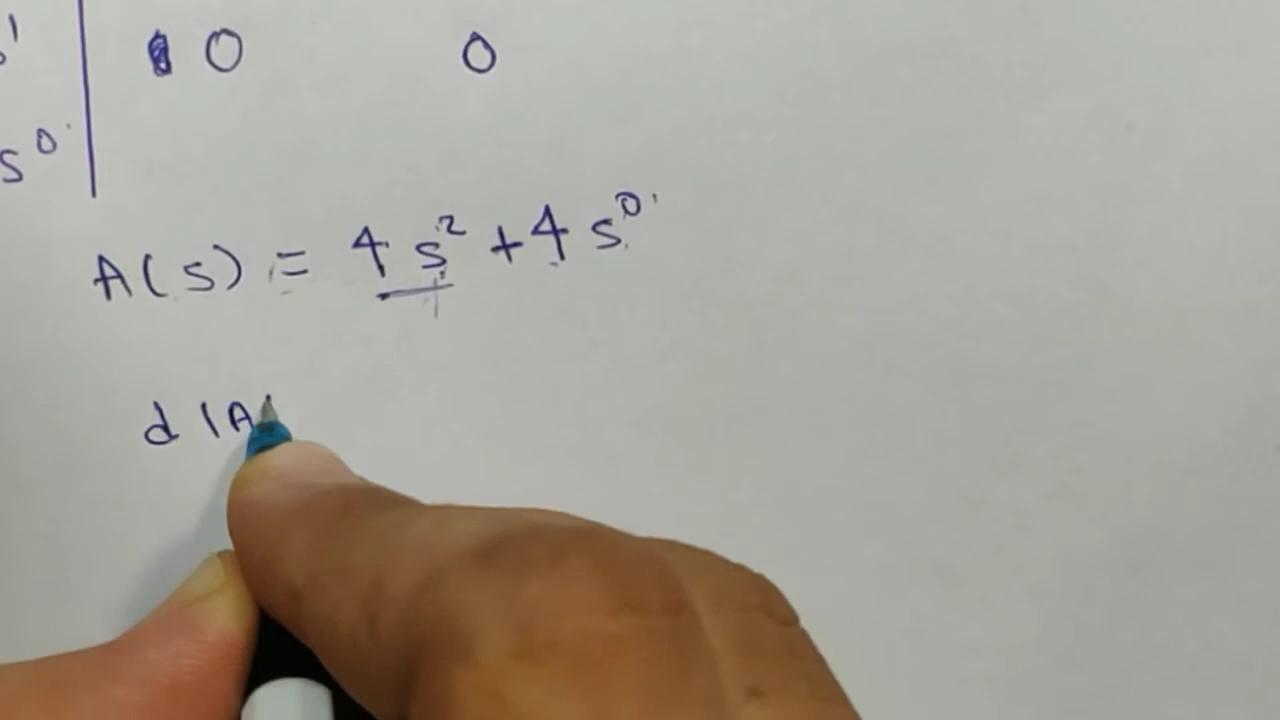 s¹ | 0 0
s⁰ |
A(s) = 4s² + 4s⁰
d (A